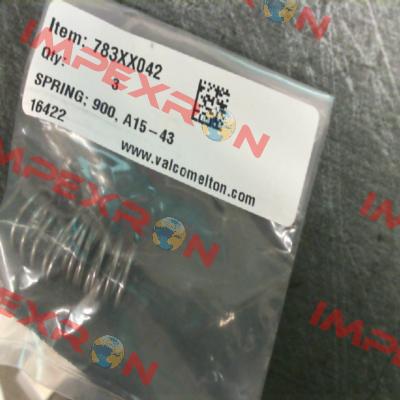 Item: 783XX042
Qty: 3
SPRING; 900, A15-43
16422
www.valcomelton.com
IMPEXRON
IMPEXRON
IMPEXRON
IMPEXRON
IMPEXRON